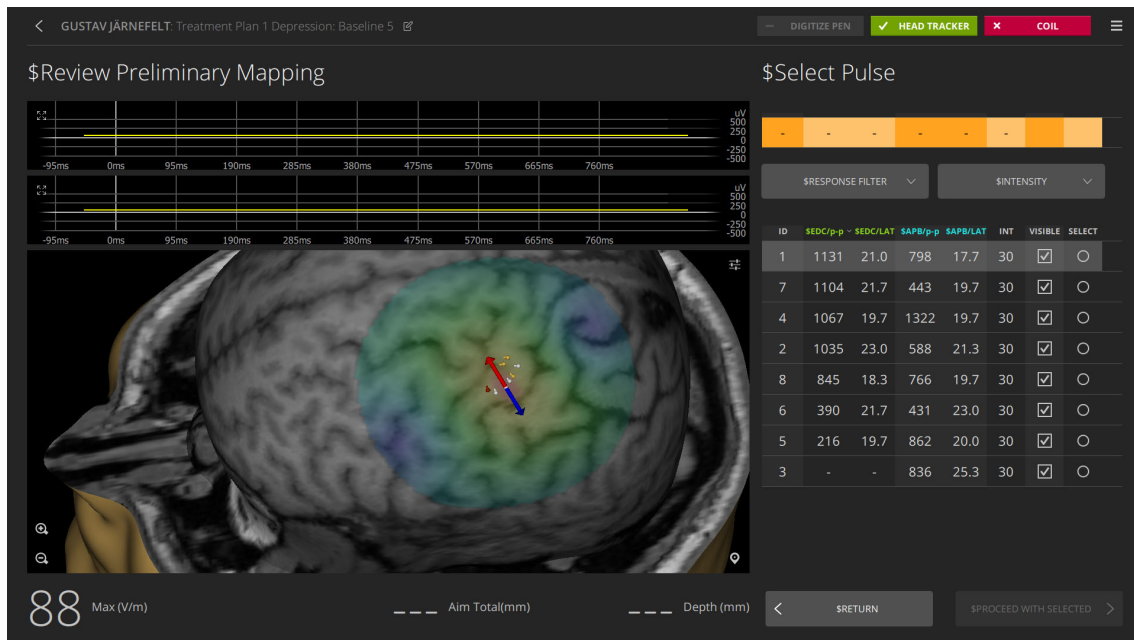 GUSTAV JÄRNEFELT: Treatment Plan 1 Depression: Baseline 5
DIGITIZE PEN
HEAD TRACKER
COIL
$Review Preliminary Mapping
uV
500
250
0
-250
-500
-95ms 0ms 95ms 190ms 285ms 380ms 475ms 570ms 665ms 760ms
uV
500
250
0
-250
-500
-95ms 0ms 95ms 190ms 285ms 380ms 475ms 570ms 665ms 760ms
88 Max (V/m)
_ _ _ Aim Total(mm)
_ _ _ Depth (mm)
$Select Pulse
- - - - - -
$RESPONSE FILTER
$INTENSITY
ID $EDC/p-p $EDC/LAT $APB/p-p $APB/LAT INT VISIBLE SELECT
1 1131 21.0 798 17.7 30
7 1104 21.7 443 19.7 30
4 1067 19.7 1322 19.7 30
2 1035 23.0 588 21.3 30
8 845 18.3 766 19.7 30
6 390 21.7 431 23.0 30
5 216 19.7 862 20.0 30
3 - - 836 25.3 30
$RETURN
$PROCEED WITH SELECTED